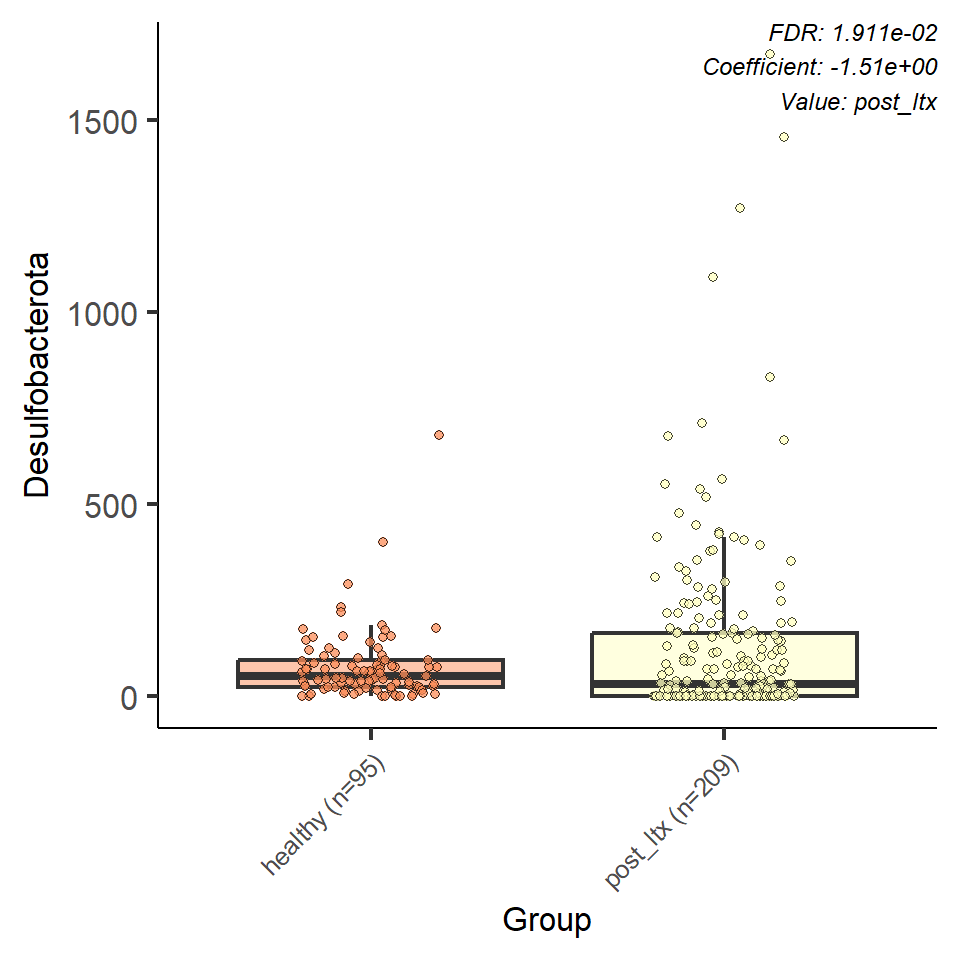 FDR: 1.911e-02
Coefficient: -1.51e+00
Value: post_ltx
Desulfobacterota
1500
1000
500
0
healthy (n=95)
post_ltx (n=209)
Group